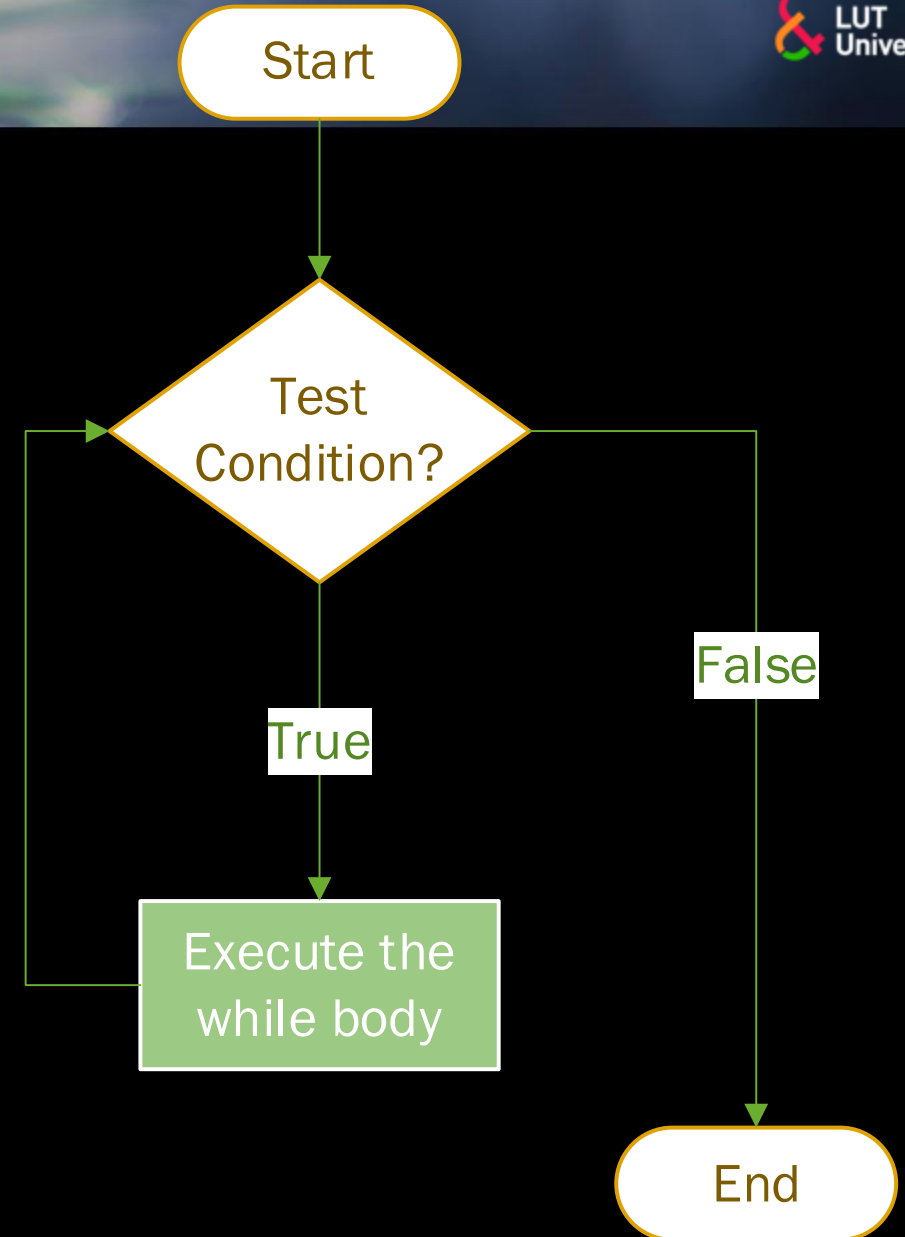 Start
LUT
Unive
Test
Condition?
False
True
Execute the
while body
End